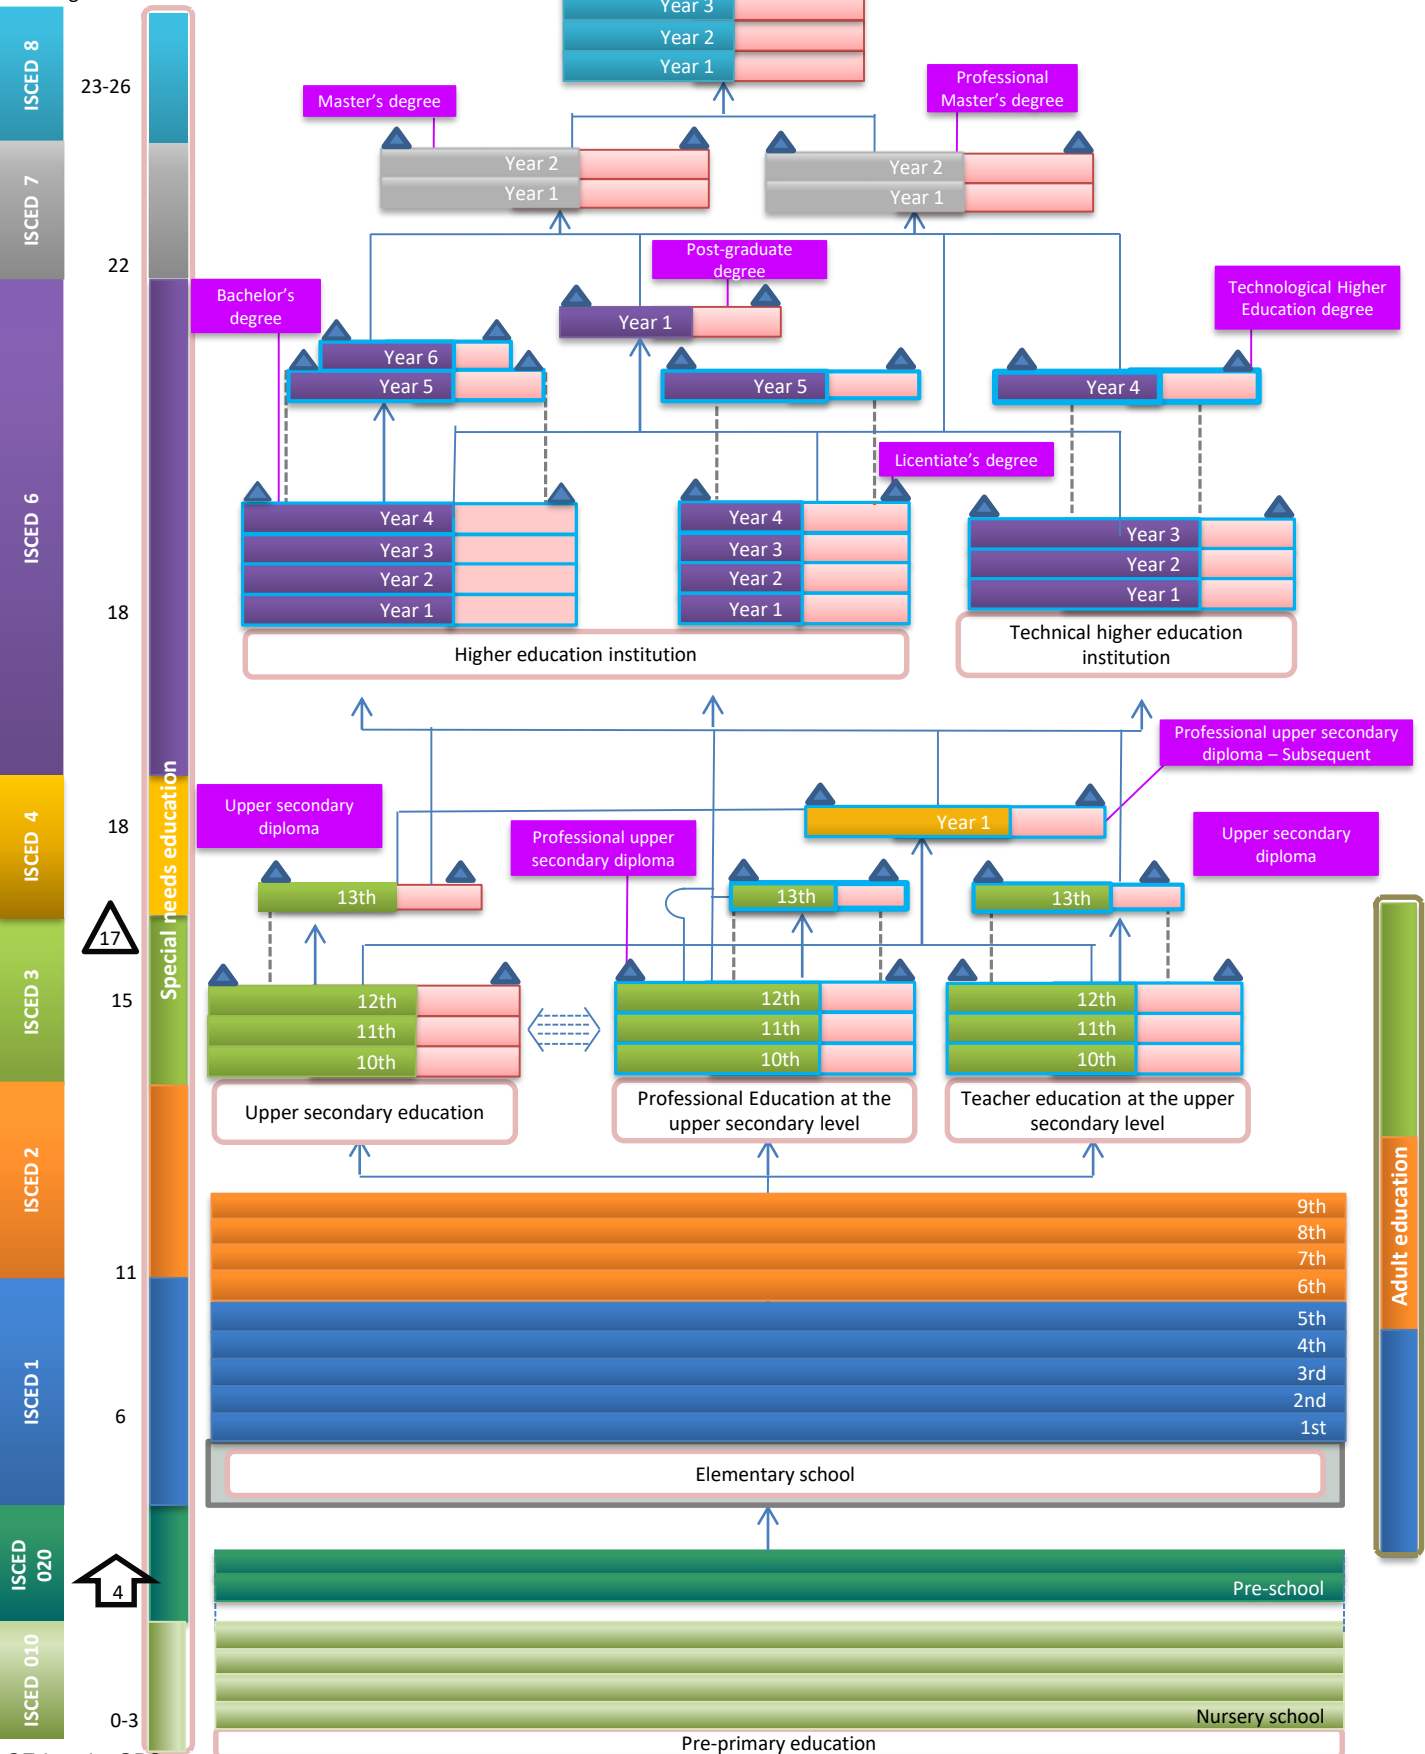 Year 3
Year 2
Year 1
ISCED 8
23-26
Master's degree
Professional
Master's degree
Year 2
Year 1
Year 2
Year 1
ISCED 7
22
Post-graduate
degree
Bachelor's
degree
Technological Higher
Education degree
Year 1
Year 6
Year 5
Year 5
Year 4
ISCED 6
Licentiate's degree
Year 4
Year 3
Year 2
Year 1
Year 4
Year 3
Year 2
Year 1
Year 3
Year 2
Year 1
18
Higher education institution
Technical higher education
institution
Professional upper secondary
diploma – Subsequent
ISCED 4
18
Special needs education
Upper secondary
diploma
Professional upper
secondary diploma
Year 1
Upper secondary
diploma
13th
13th
13th
17
ISCED 3
15
12th
11th
10th
12th
11th
10th
12th
11th
10th
Upper secondary education
Professional Education at the
upper secondary level
Teacher education at the upper
secondary level
ISCED 2
11
9th
8th
7th
6th
Adult education
ISCED 1
6
5th
4th
3rd
2nd
1st
Elementary school
ISCED
020
4
Pre-school
ISCED 010
0-3
Nursery school
Pre-primary education